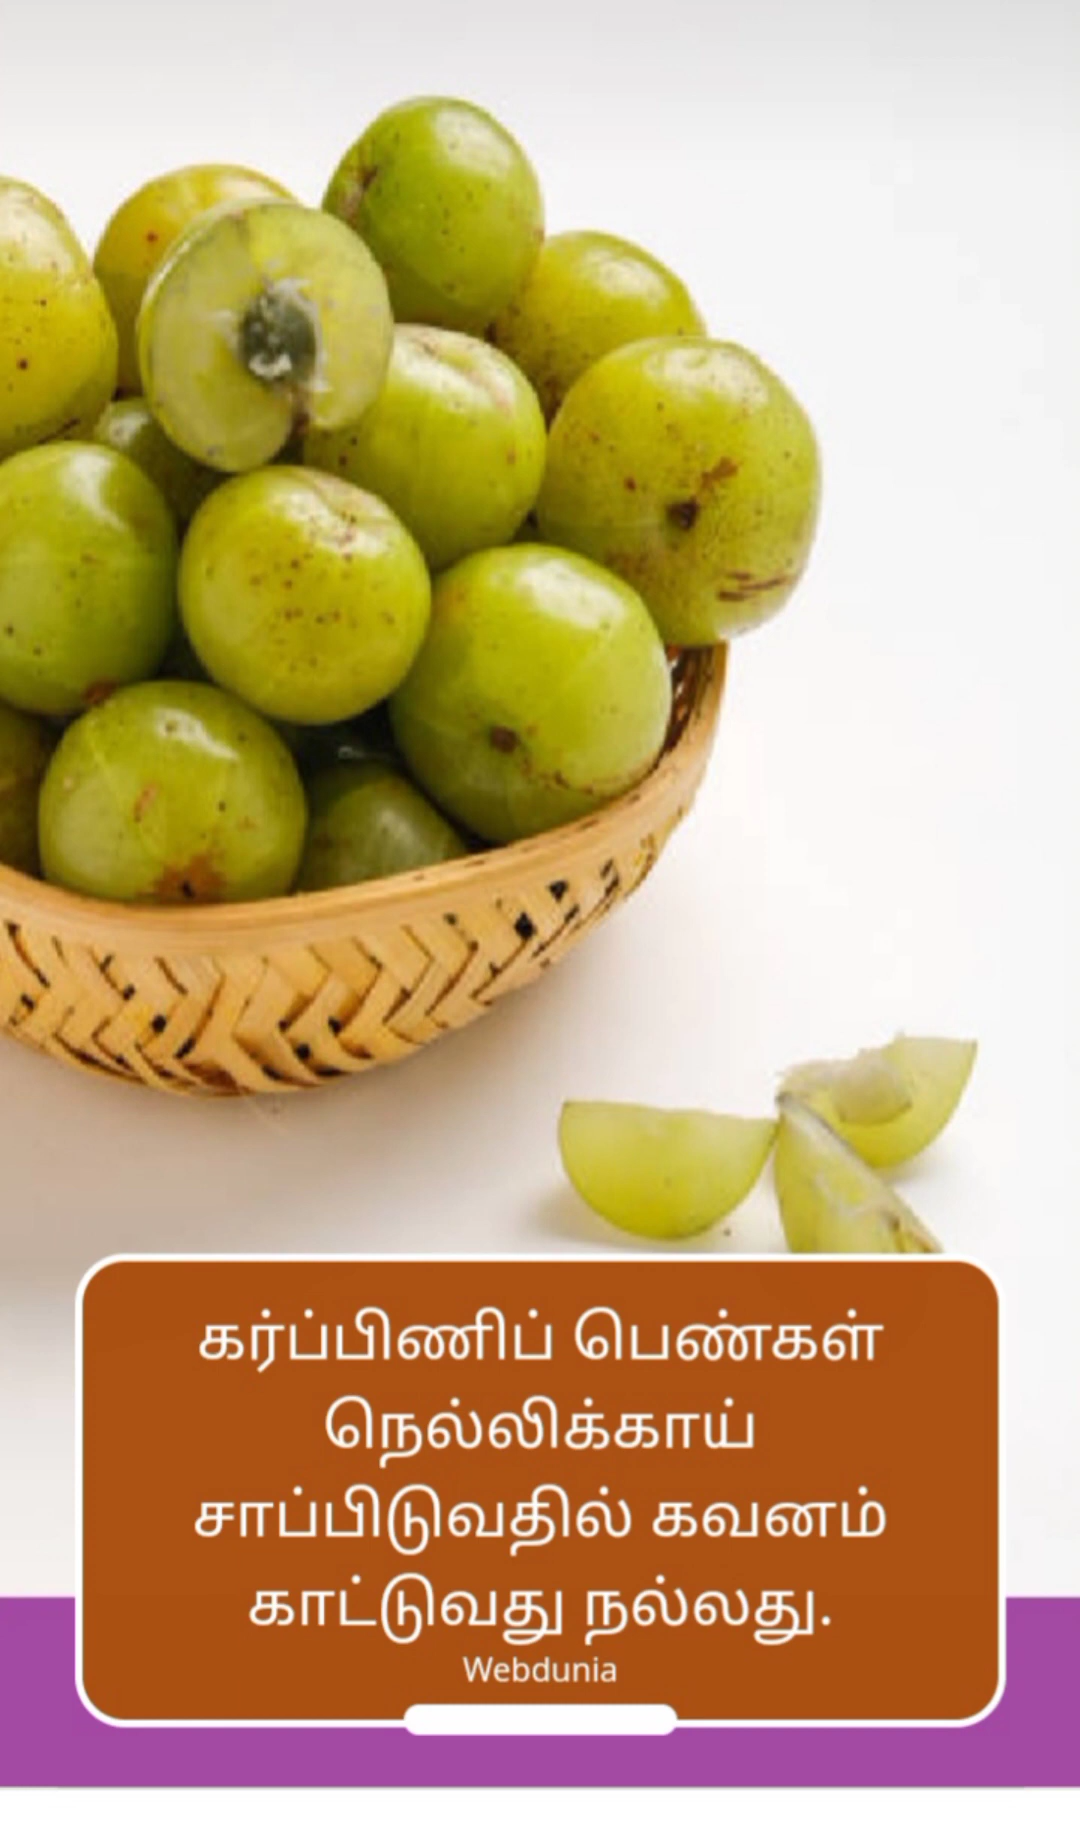 கர்ப்பிணிப் பெண்கள்
நெல்லிக்காய்
சாப்பிடுவதில் கவனம்
காட்டுவது நல்லது.
Webdunia